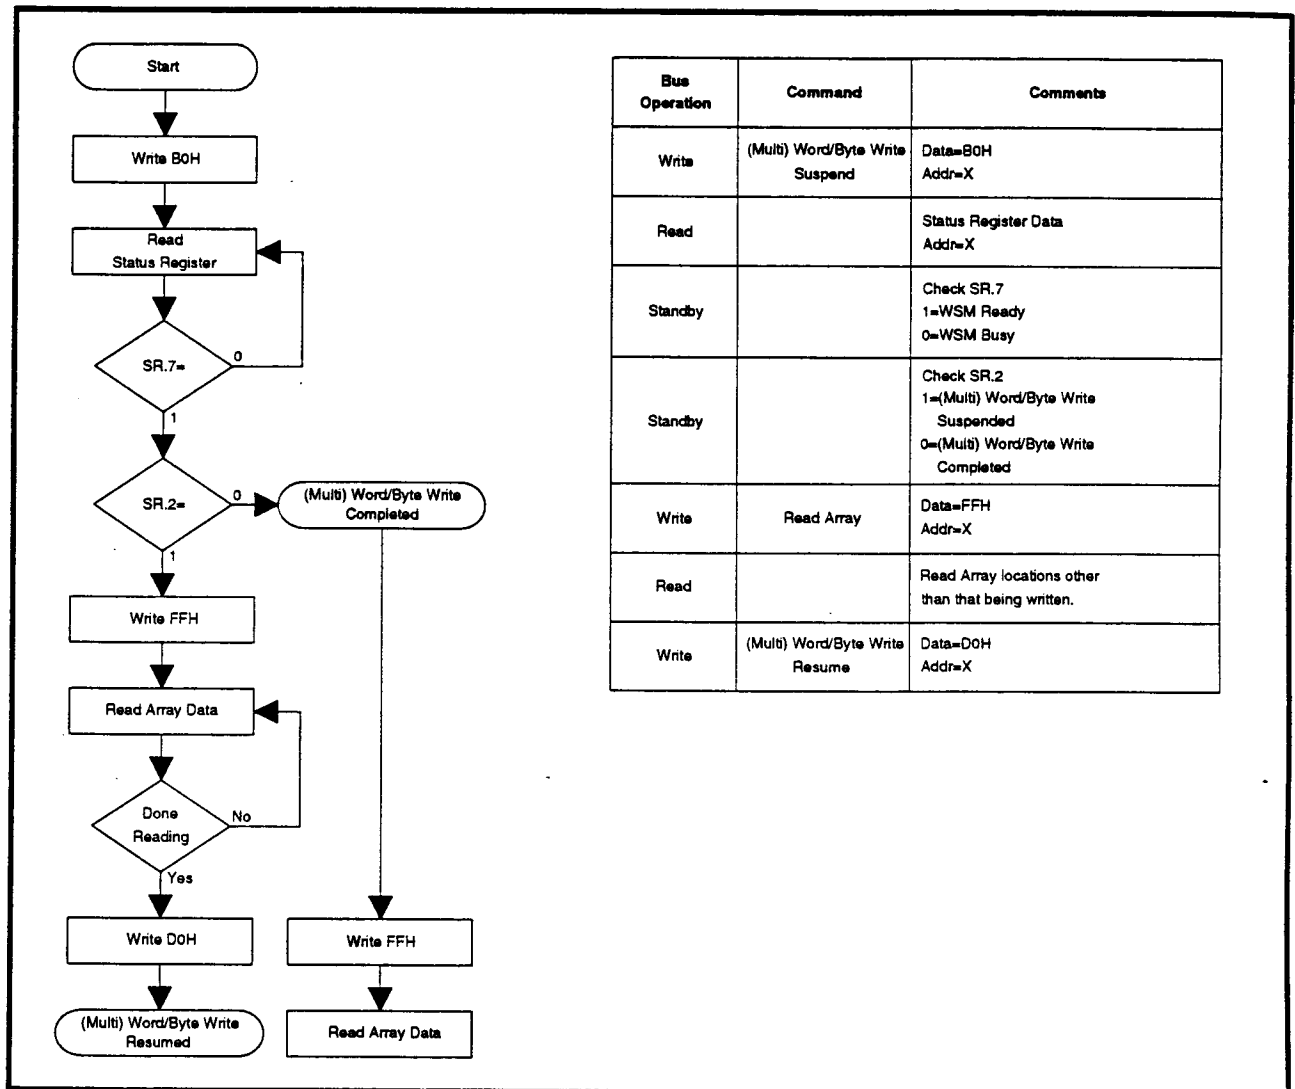 Start
Write B0H
Read
Status Register
SR.7=
0
1
SR.2=
0
1
(Multi) Word/Byte Write
Completed
Write FFH
Read Array Data
Done
Reading
No
Yes
Write D0H
(Multi) Word/Byte Write
Resumed
Write FFH
Read Array Data
Bus
Operation
Command
Comments
Write
(Multi) Word/Byte Write
Suspend
Data=B0H
Addr=X
Read
Status Register Data
Addr=X
Standby
Check SR.7
1=WSM Ready
0=WSM Busy
Standby
Check SR.2
1=(Multi) Word/Byte Write
Suspended
0=(Multi) Word/Byte Write
Completed
Write
Read Array
Data=FFH
Addr=X
Read
Read Array locations other
than that being written.
Write
(Multi) Word/Byte Write
Resume
Data=D0H
Addr=X